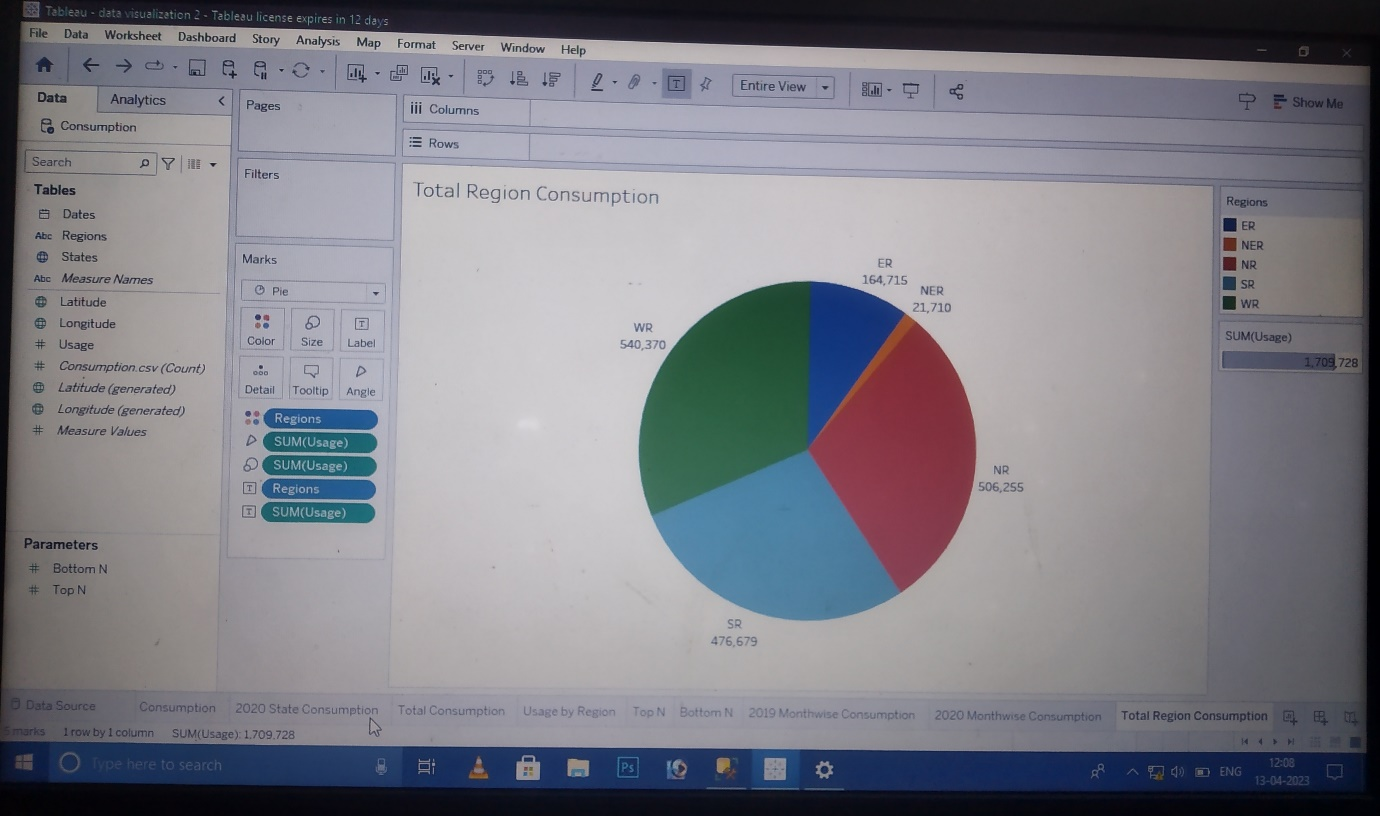 Tableau - data visualization 2 - Tableau license expires in 12 days
File Data Worksheet Dashboard Story Analysis Map Format Server Window Help
Entire View
Show Me
Data Analytics
Consumption
Search
Tables
Dates
Abc Regions
States
Abc Measure Names
Latitude
Longitude
# Usage
# Consumption.csv (Count)
Latitude (generated)
Longitude (generated)
# Measure Values
Parameters
# Bottom N
# Top N
Pages
Filters
Marks
Pie
Color Size Label
Detail Tooltip Angle
Regions
SUM(Usage)
SUM(Usage)
Regions
SUM(Usage)
iii Columns
Rows
Total Region Consumption
ER
164,715
NER
21,710
WR
540,370
NR
506,255
SR
476,679
Regions
ER
NER
NR
SR
WR
SUM(Usage)
1,709,728
Data Source Consumption 2020 State Consumption Total Consumption Usage by Region Top N Bottom N 2019 Monthwise Consumption 2020 Monthwise Consumption Total Region Consumption
5 marks 1 row by 1 column SUM(Usage): 1,709,728
Type here to search
Ps
ENG
12:08
13-04-2023